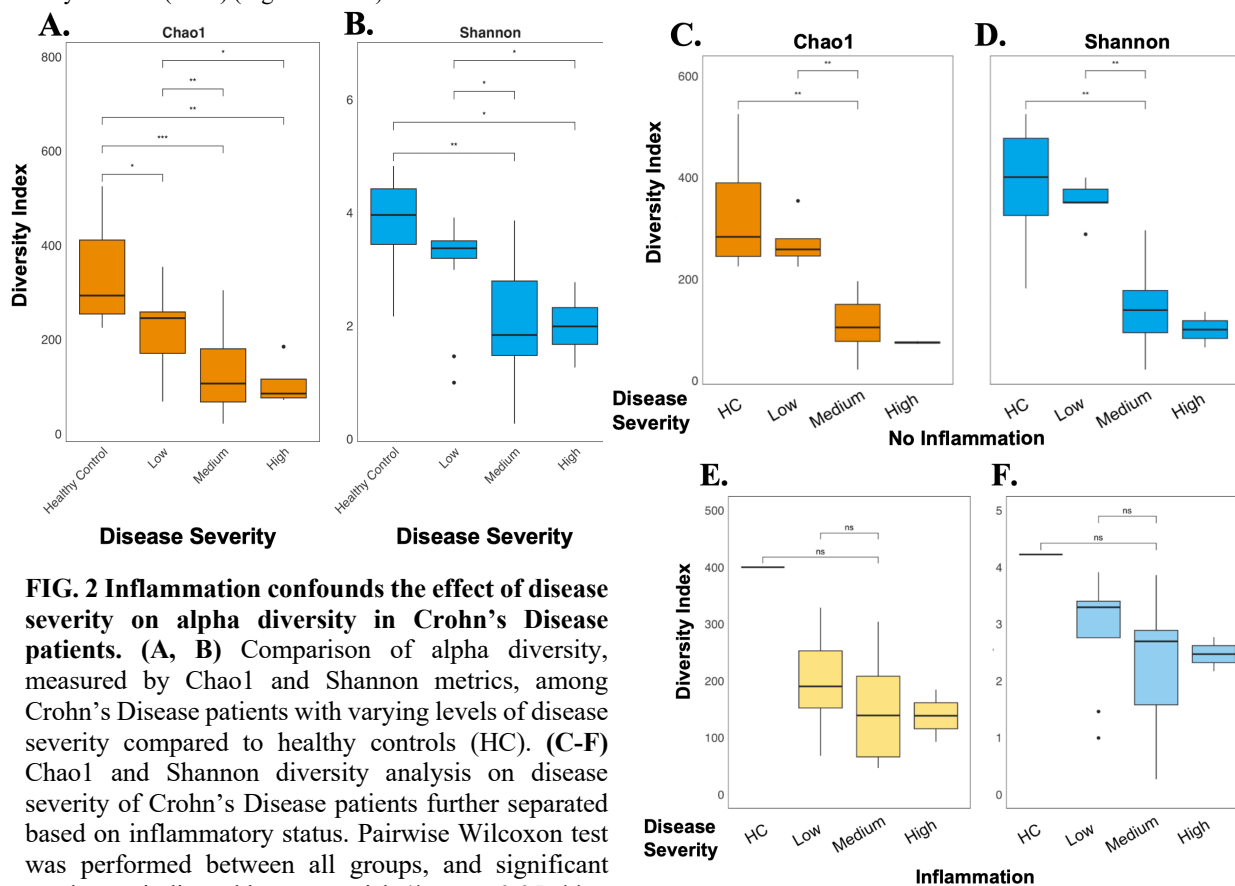 A.
Chao1
B.
Shannon
Diversity Index
800
600
400
200
0
*
**
**
***
*
Healthy Control
Low
Medium
High
Disease Severity
6
4
2
0
*
*
*
**
Healthy Control
Low
Medium
High
Disease Severity
C.
Chao1
D.
Shannon
Diversity Index
600
400
200
0
**
**
**
**
Disease
Severity
HC
Low
Medium
High
HC
Low
Medium
High
No Inflammation
E.
F.
Diversity Index
500
400
300
200
100
0
ns
ns
5
4
3
2
1
0
ns
ns
Disease
Severity
HC
Low
Medium
High
HC
Low
Medium
High
Inflammation
FIG. 2 Inflammation confounds the effect of disease
severity on alpha diversity in Crohn's Disease
patients. (A, B) Comparison of alpha diversity,
measured by Chao1 and Shannon metrics, among
Crohn's Disease patients with varying levels of disease
severity compared to healthy controls (HC). (C-F)
Chao1 and Shannon diversity analysis on disease
severity of Crohn's Disease patients further separated
based on inflammatory status. Pairwise Wilcoxon test
was performed between all groups, and significant